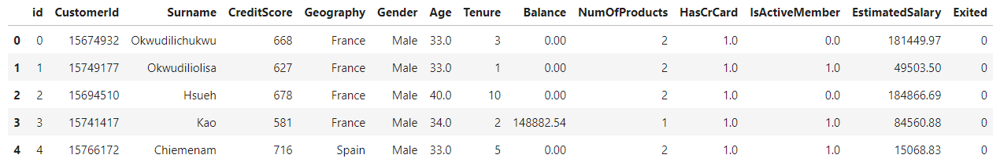 id CustomerId Surname CreditScore Geography Gender Age Tenure Balance NumOfProducts HasCrCard IsActiveMember EstimatedSalary Exited
0 0 15674932 Okwudilichukwu 668 France Male 33.0 3 0.00 2 1.0 0.0 181449.97 0
1 1 15749177 Okwudiliolisa 627 France Male 33.0 1 0.00 2 1.0 1.0 49503.50 0
2 2 15694510 Hsueh 678 France Male 40.0 10 0.00 2 1.0 0.0 184866.69 0
3 3 15741417 Kao 581 France Male 34.0 2 148882.54 1 1.0 1.0 84560.88 0
4 4 15766172 Chiemenam 716 Spain Male 33.0 5 0.00 2 1.0 1.0 15068.83 0